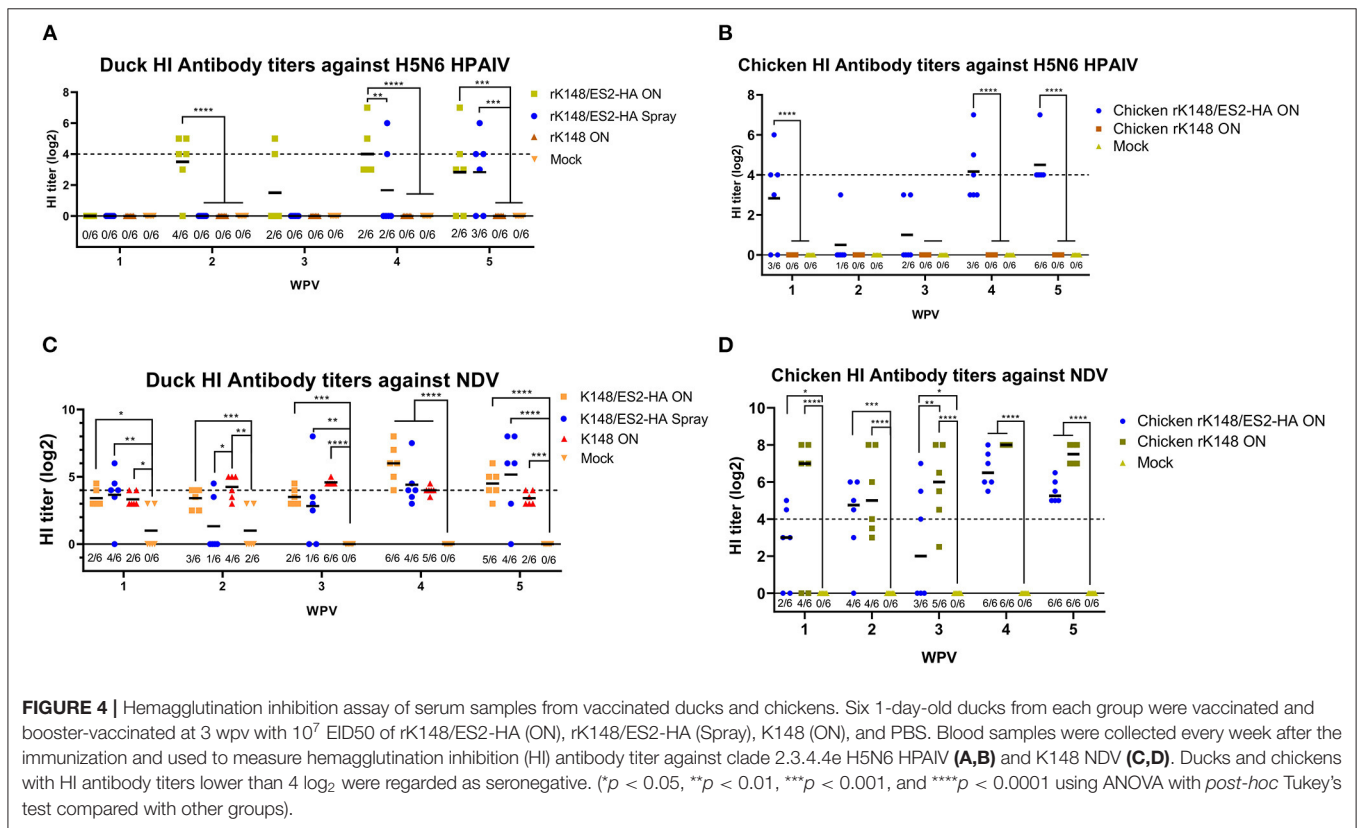 A
Duck HI Antibody titers against H5N6 HPAIV
HI titer (log2)
8
6
4
2
0
****
****
**
***
***
rK148/ES2-HA ON
rK148/ES2-HA Spray
rK148 ON
Mock
0/6 0/6 0/6 0/6 4/6 0/6 0/6 0/6 2/6 0/6 0/6 0/6 2/6 2/6 0/6 0/6 2/6 3/6 0/6 0/6
1 2 3 4 5
WPV
B
Chicken HI Antibody titers against H5N6 HPAIV
HI titer (log2)
8
6
4
2
0
****
****
****
Chicken rK148/ES2-HA ON
Chicken rK148 ON
Mock
3/6 0/6 0/6 1/6 0/6 0/6 2/6 0/6 0/6 3/6 0/6 0/6 6/6 0/6 0/6
1 2 3 4 5
WPV
C
Duck HI Antibody titers against NDV
HI titer (log2)
10
5
0
*
**
*
***
**
*
***
**
****
****
****
****
***
K148/ES2-HA ON
K148/ES2-HA Spray
K148 ON
Mock
2/6 4/6 2/6 0/6 3/6 1/6 4/6 2/6 2/6 1/6 6/6 0/6 6/6 4/6 5/6 0/6 5/6 4/6 2/6 0/6
1 2 3 4 5
WPV
D
Chicken HI Antibody titers against NDV
HI titer (log2)
10
8
6
4
2
0
*
****
***
****
*
**
****
****
****
Chicken rK148/ES2-HA ON
Chicken rK148 ON
Mock
2/6 4/6 0/6 4/6 4/6 0/6 3/6 5/6 0/6 6/6 6/6 0/6 6/6 6/6 0/6
1 2 3 4 5
WPV
FIGURE 4 | Hemagglutination inhibition assay of serum samples from vaccinated ducks and chickens. Six 1-day-old ducks from each group were vaccinated and
booster-vaccinated at 3 wpv with 10⁷ EID50 of rK148/ES2-HA (ON), rK148/ES2-HA (Spray), K148 (ON), and PBS. Blood samples were collected every week after the
immunization and used to measure hemagglutination inhibition (HI) antibody titer against clade 2.3.4.4e H5N6 HPAIV (A,B) and K148 NDV (C,D). Ducks and chickens
with HI antibody titers lower than 4 log₂ were regarded as seronegative. (*p < 0.05, **p < 0.01, ***p < 0.001, and ****p < 0.0001 using ANOVA with post-hoc Tukey's
test compared with other groups).